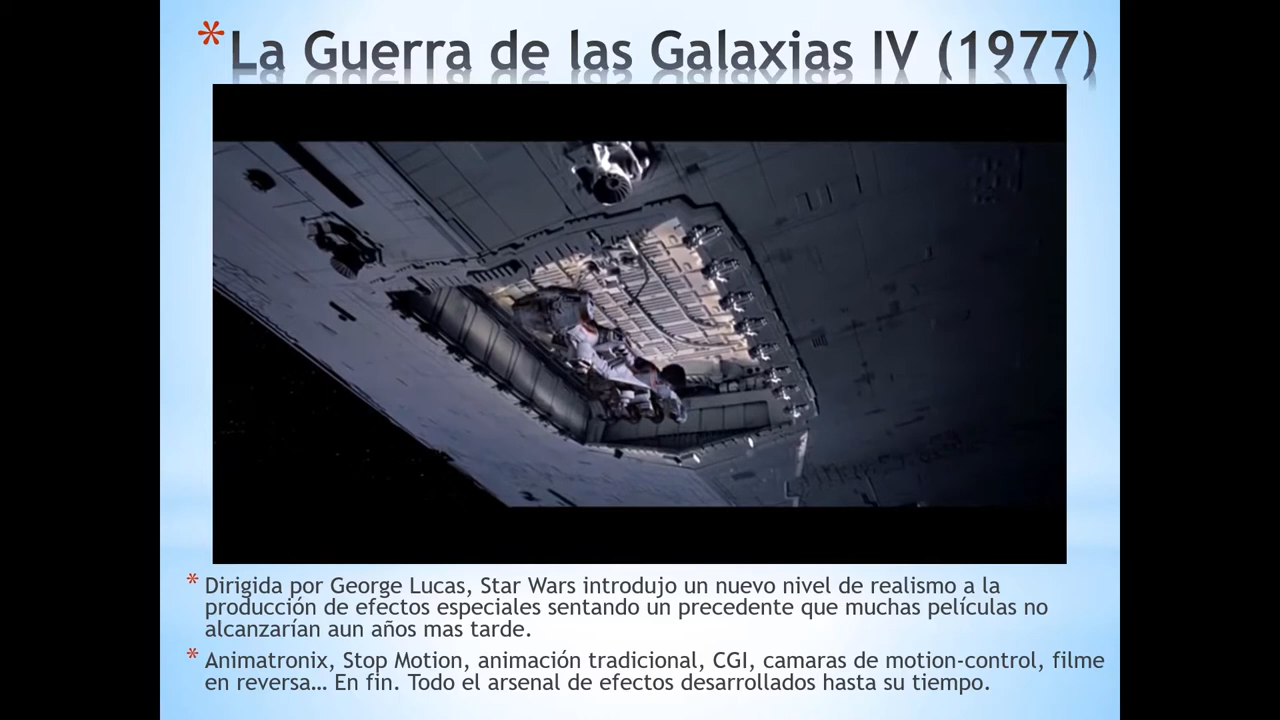 * La Guerra de las Galaxias IV (1977)
* Dirigida por George Lucas, Star Wars introdujo un nuevo nivel de realismo a la
producción de efectos especiales sentando un precedente que muchas películas no
alcanzarían aun años mas tarde.
* Animatronix, Stop Motion, animación tradicional, CGI, camaras de motion-control, filme
en reversa… En fin. Todo el arsenal de efectos desarrollados hasta su tiempo.